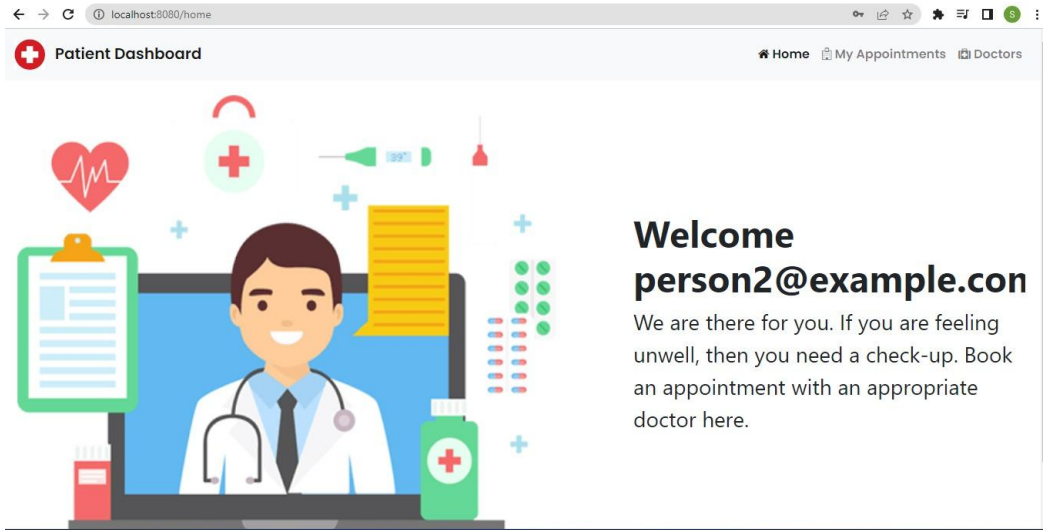 localhost:8080/home
S
Patient Dashboard
Home My Appointments Doctors
39°
Welcome
person2@example.con
We are there for you. If you are feeling
unwell, then you need a check-up. Book
an appointment with an appropriate
doctor here.